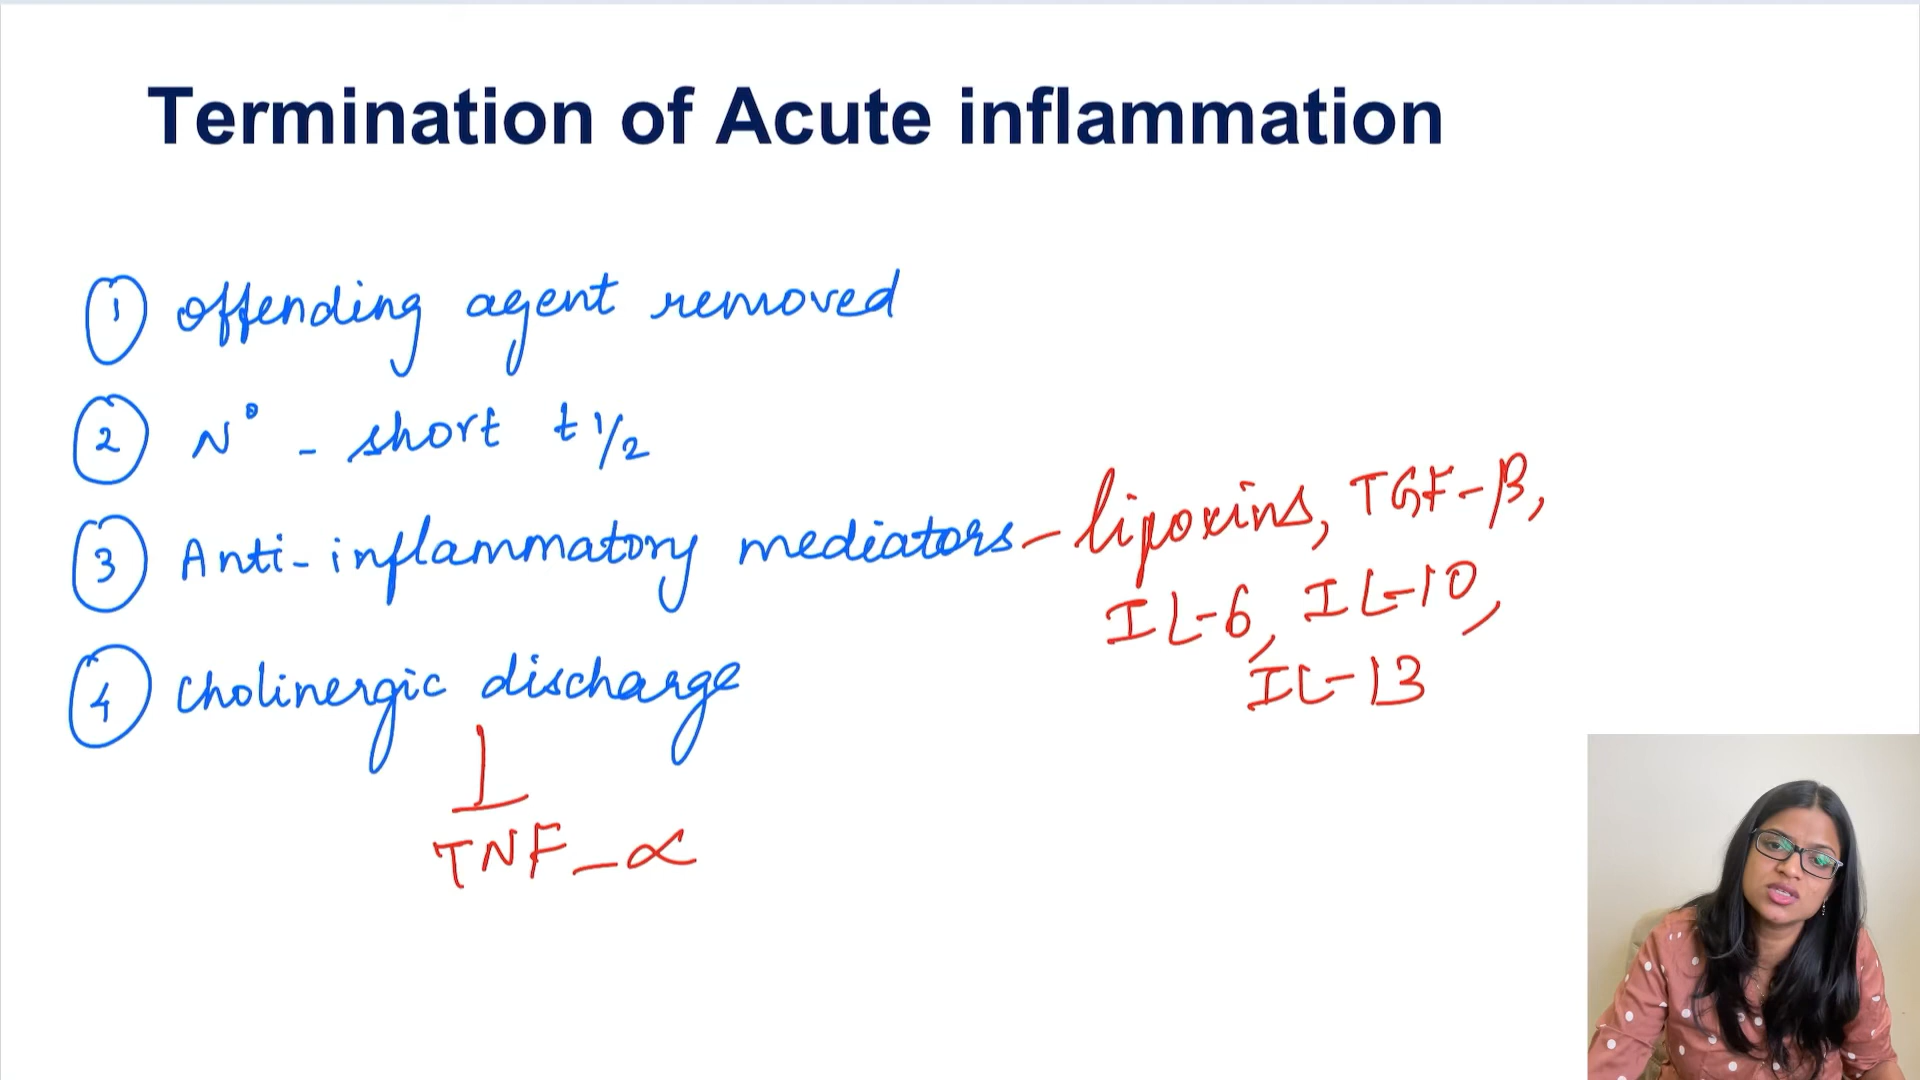 Termination of Acute inflammation
1 offending agent removed
2 N° - short t 1/2
3 Anti-inflammatory mediators - lipoxins, TGF-β,
IL-6, IL-10,
IL-13
4 cholinergic discharge
TNF-α